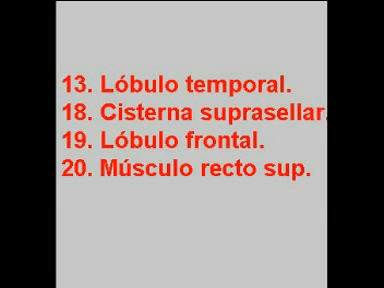 13. Lóbulo temporal.
18. Cisterna suprasellar.
19. Lóbulo frontal.
20. Músculo recto sup.